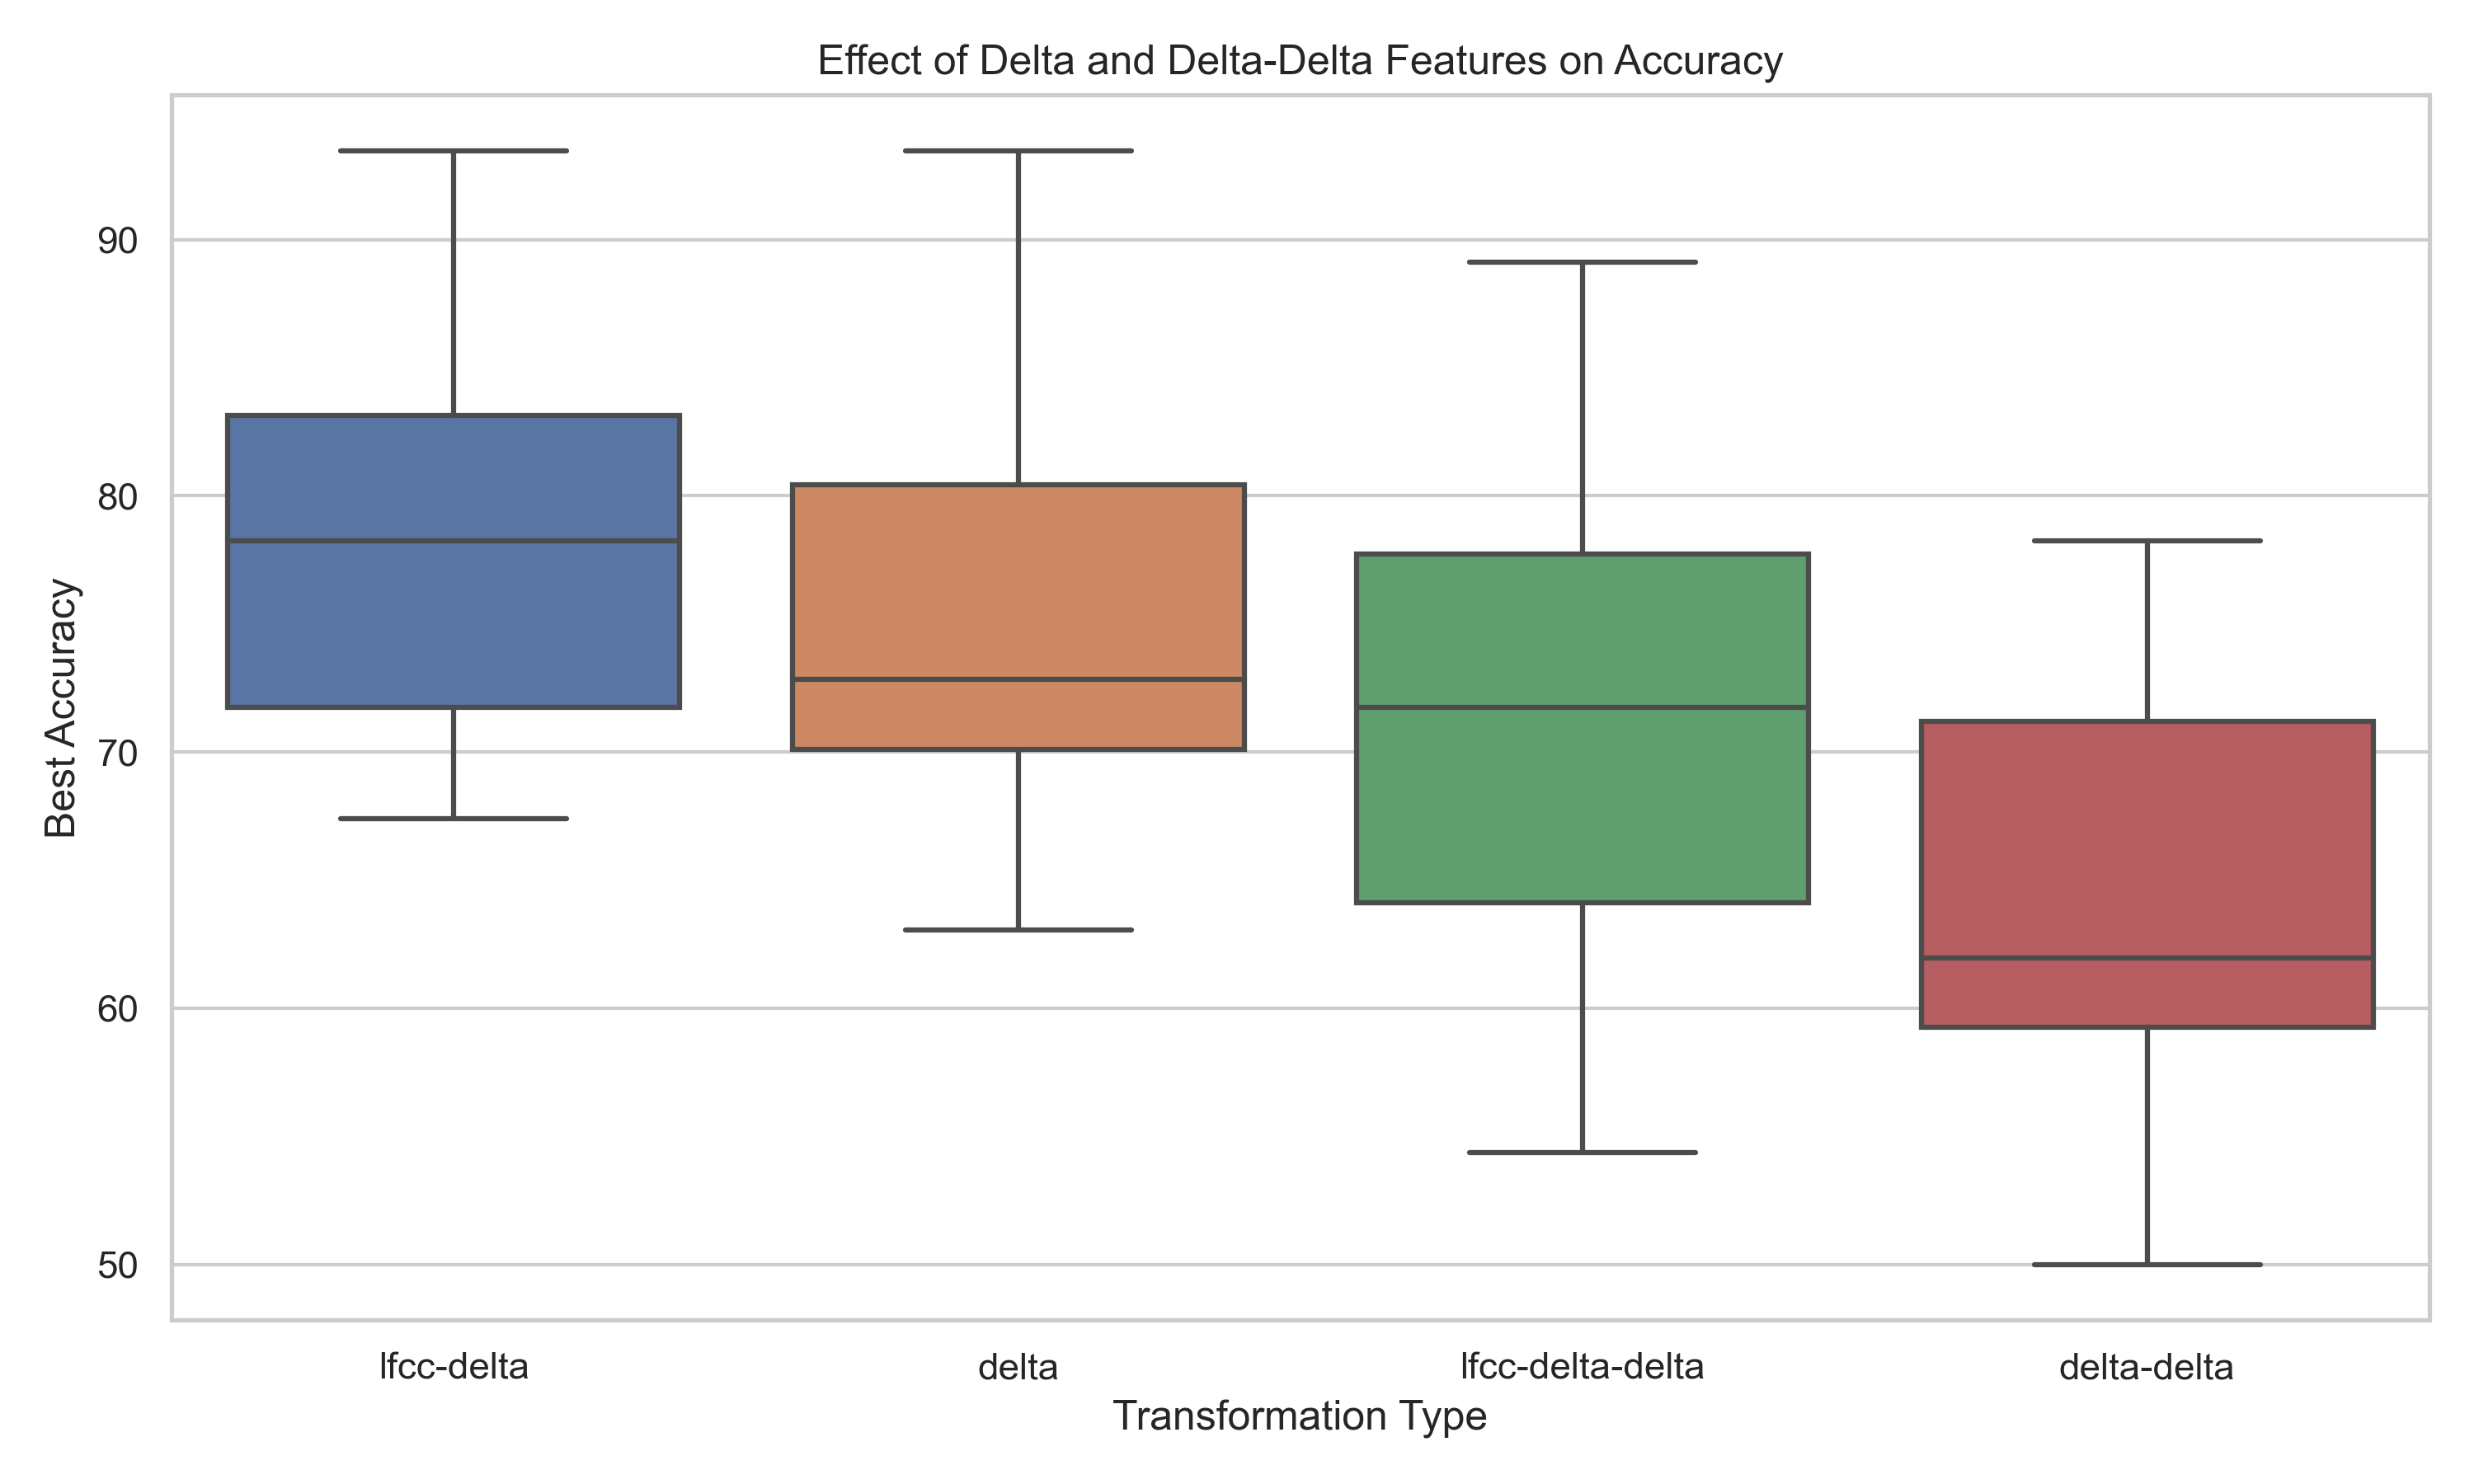 Effect of Delta and Delta-Delta Features on Accuracy
Best Accuracy
90
80
70
60
50
lfcc-delta
delta
lfcc-delta-delta
delta-delta
Transformation Type